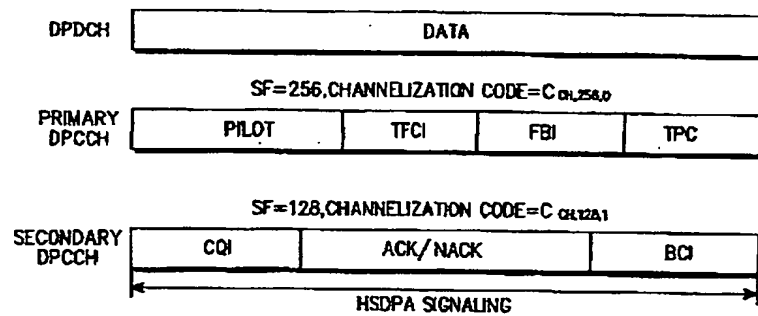 DPDCH DATA
SF=256,CHANNELIZATION CODE=C CH,256,0
PRIMARY DPCCH PILOT TFCI FBI TPC
SF=128,CHANNELIZATION CODE=C CH,128,1
SECONDARY DPCCH CQI ACK/NACK BCI
HSDPA SIGNALING